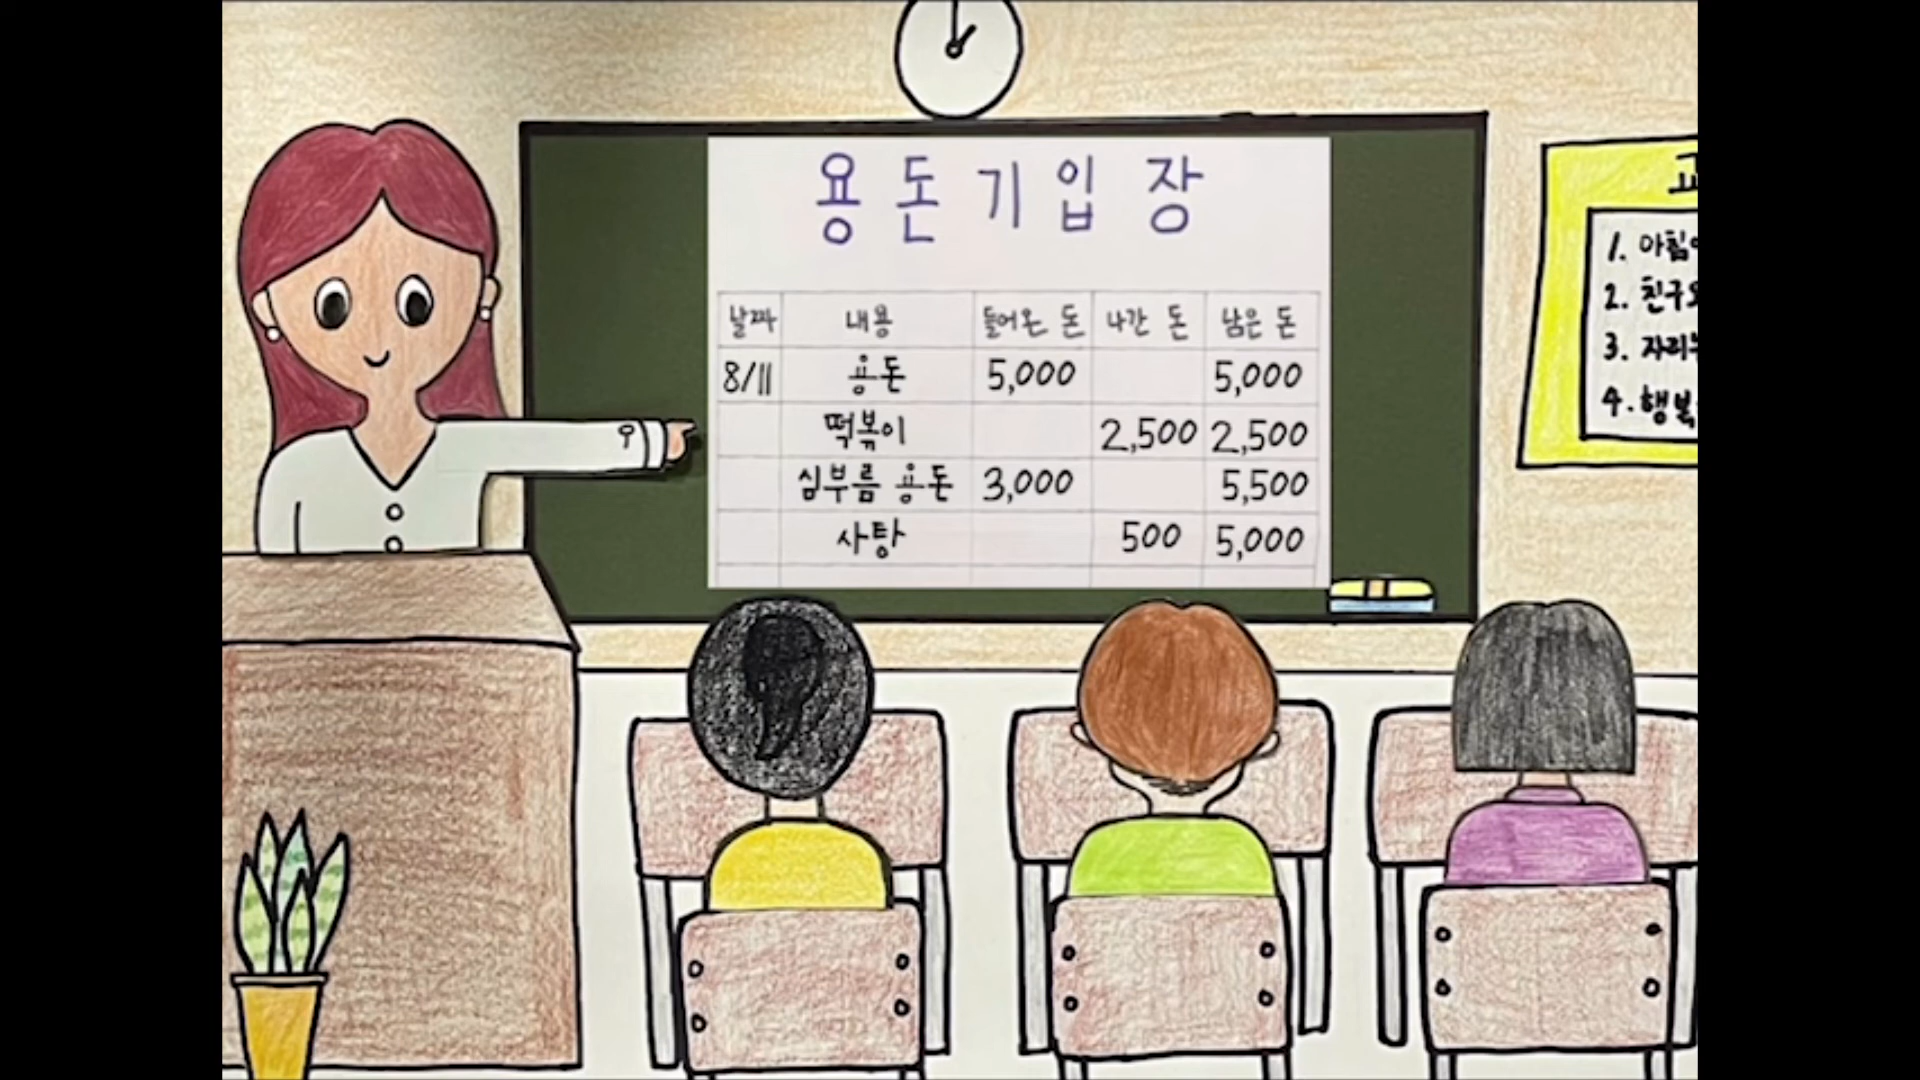 용돈기입장
날짜 내용 들어온 돈 나간 돈 남은 돈
8/11 용돈 5,000 5,000
떡볶이 2,500 2,500
심부름 용돈 3,000 5,500
사탕 500 5,000
1. 아침
2. 친구
3. 자리
4. 행복